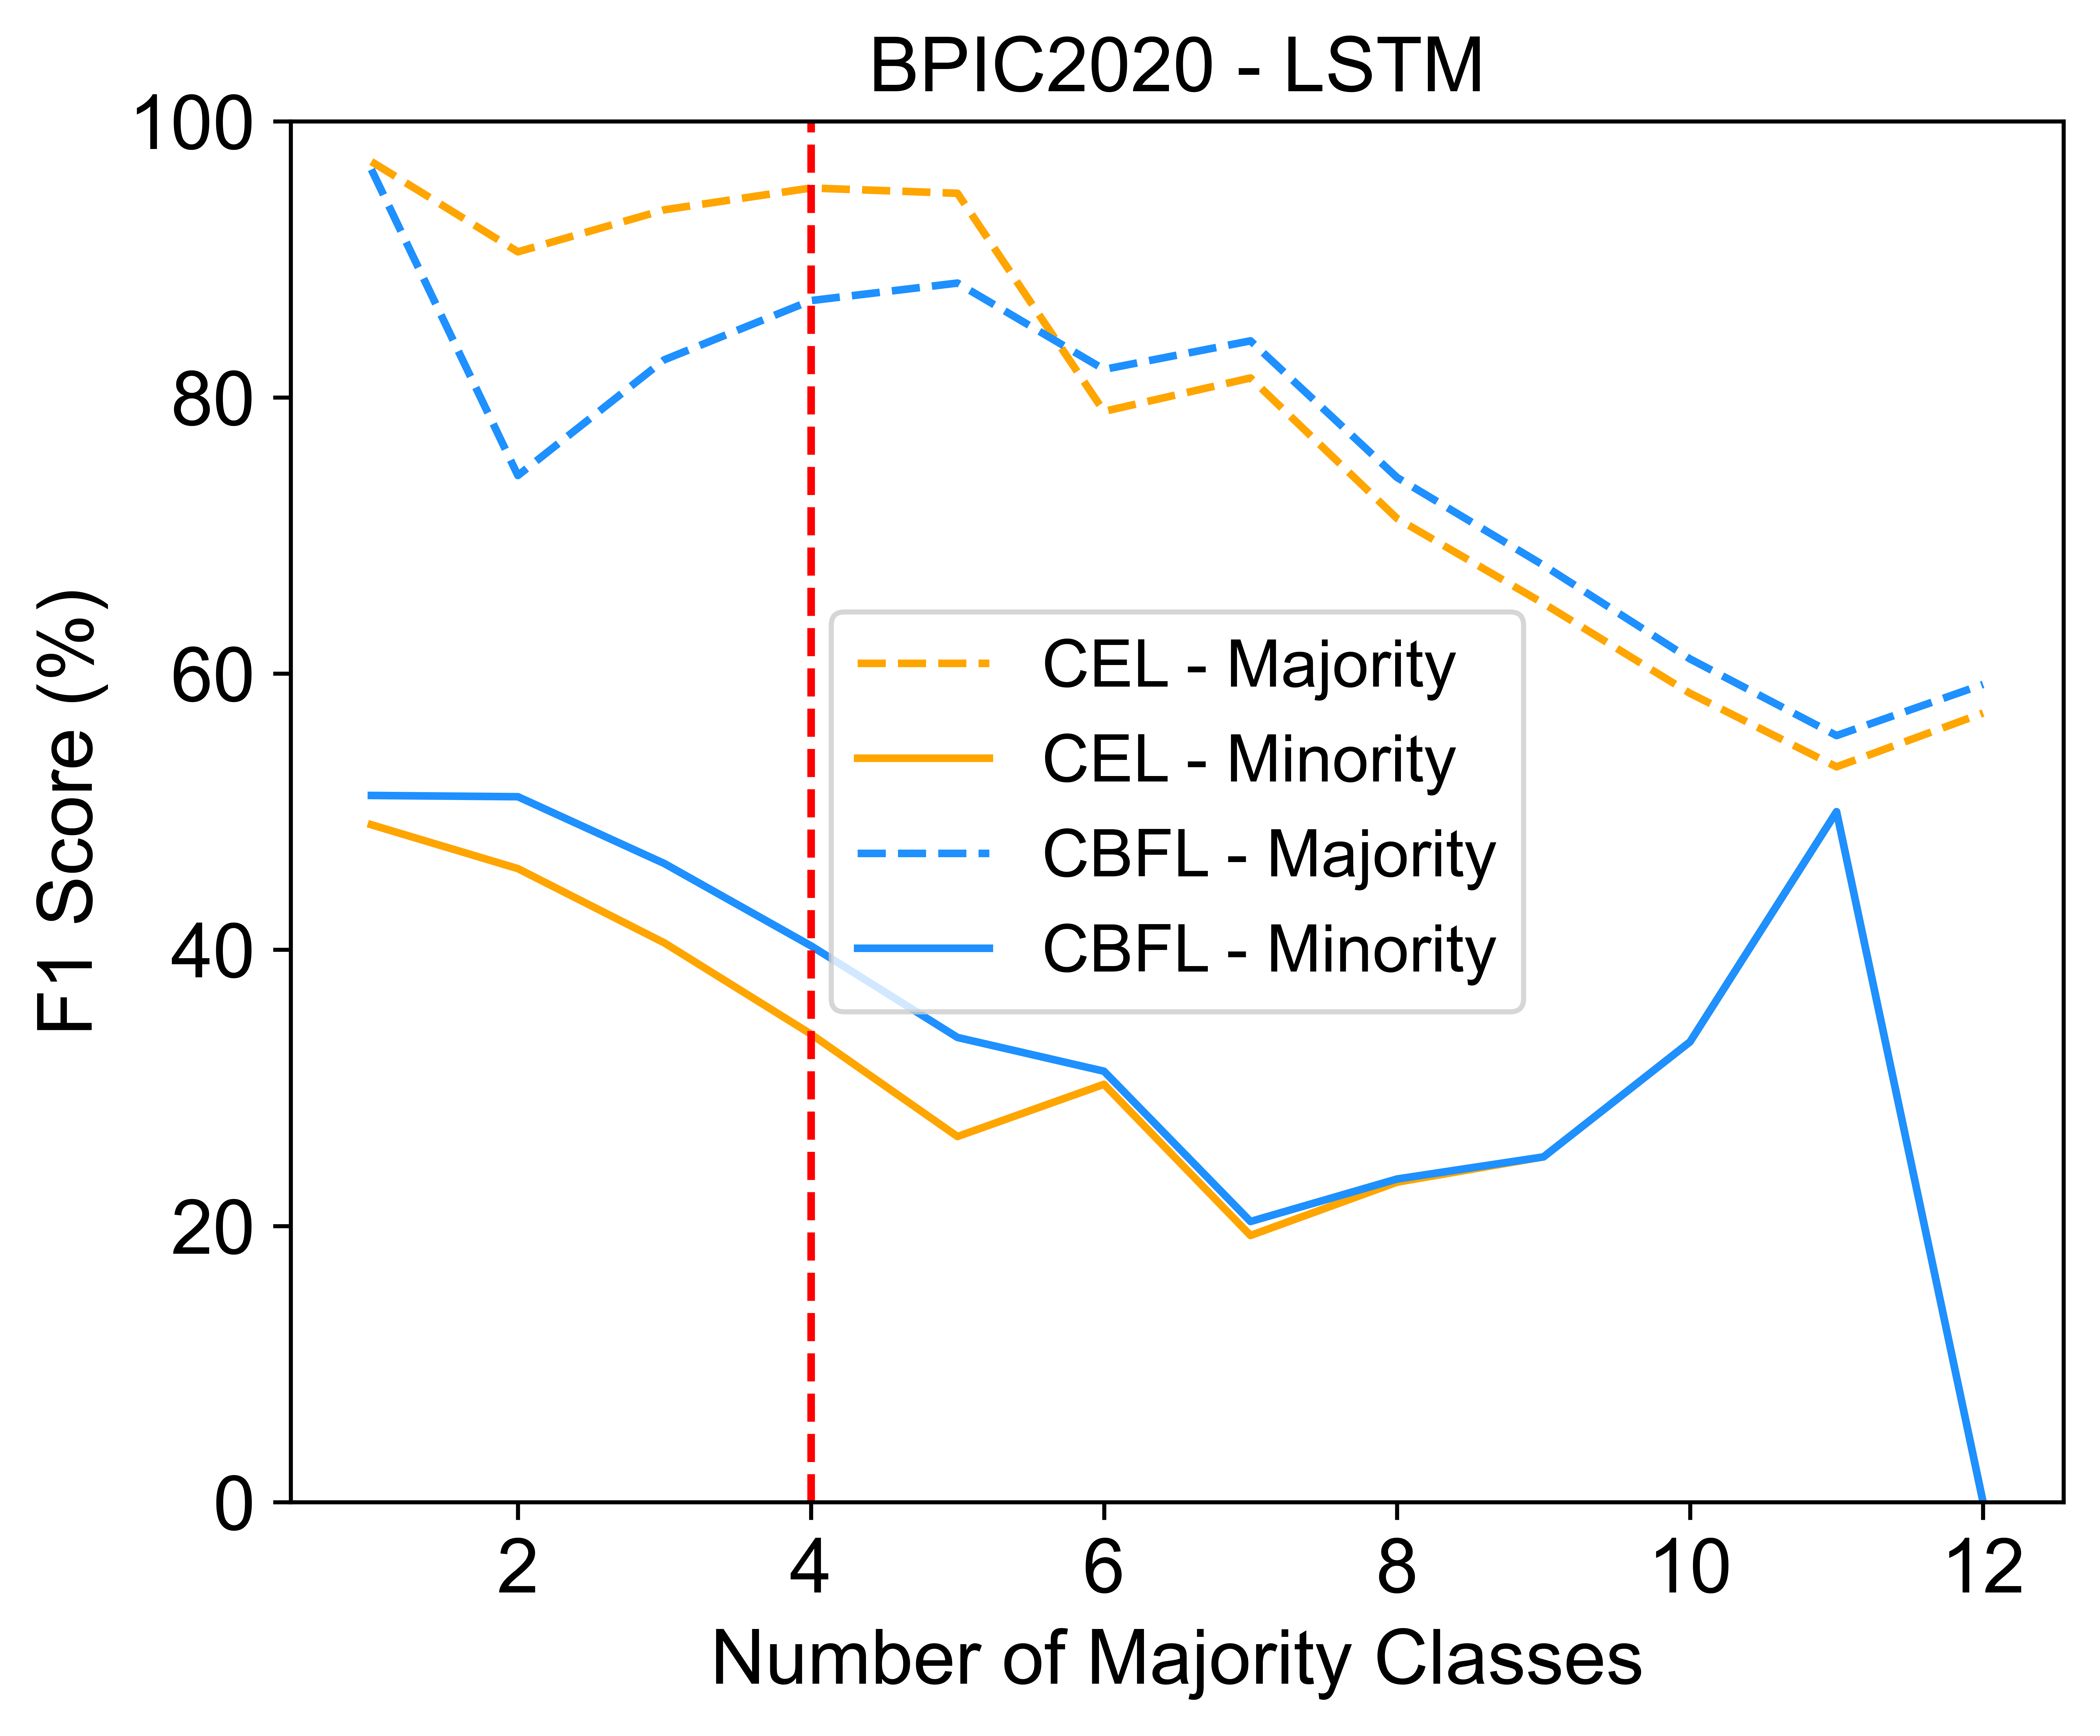 BPIC2020 - LSTM
100
80
60
40
20
0
F1 Score (%)
CEL - Majority
CEL - Minority
CBFL - Majority
CBFL - Minority
2 4 6 8 10 12
Number of Majority Classes